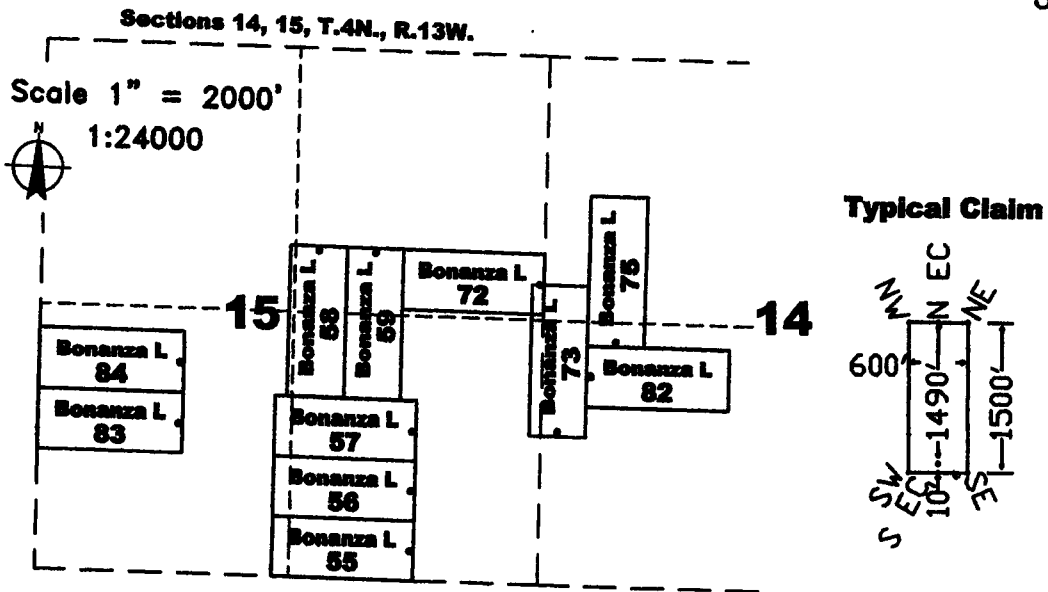 Sections 14, 15, T.4N., R.13W.
Scale 1" = 2000'
1:24000
N
Typical Claim
NW
N EC
NE
600'
1490'
1500'
10'
SW
S EC
SE
15
14
Bonanza L
58
Bonanza L
59
Bonanza L
72
Bonanza L
73
Bonanza L
75
Bonanza L
82
Bonanza L
84
Bonanza L
83
Bonanza L
57
Bonanza L
56
Bonanza L
55